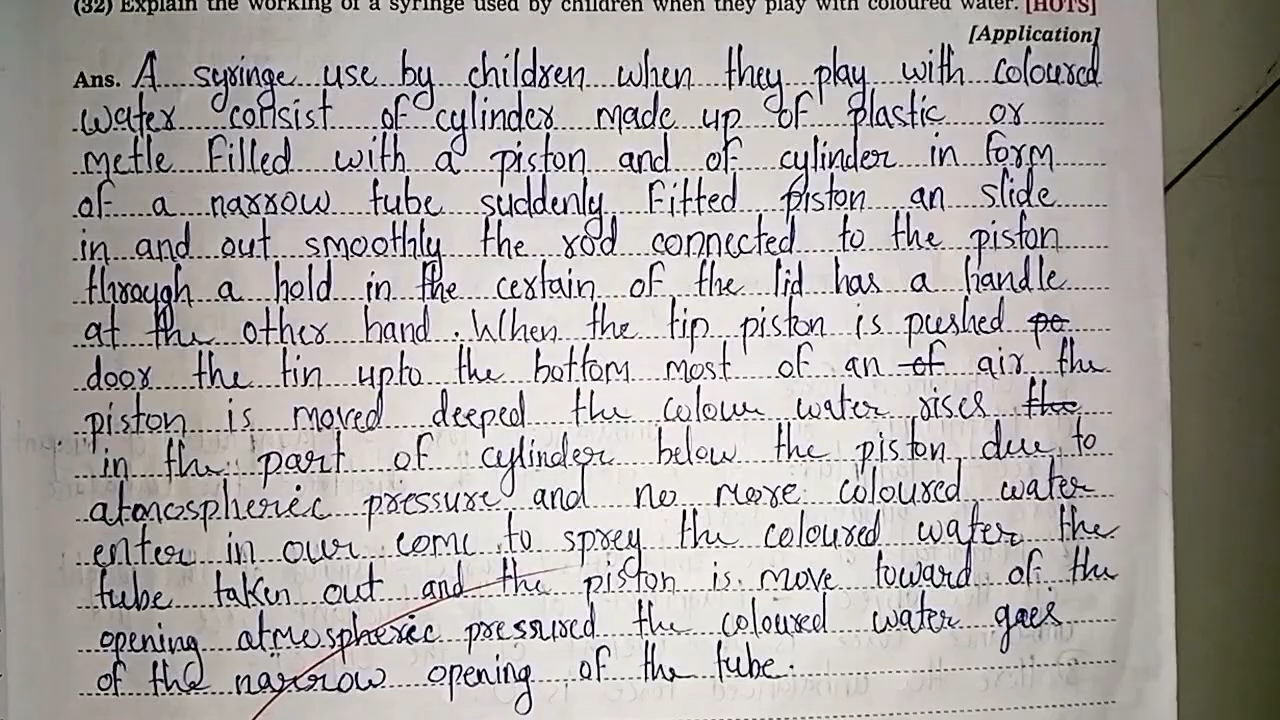 (32) Explain the working of a syringe used by children when they play with coloured water. [HOTS]
[Application]
Ans. A syringe use by children when they play with coloured
water consist of cylinder made up of plastic or
metle filled with a piston and of cylinder in form
of a narrow tube suddenly fitted piston an slide
in and out smoothly the rod connected to the piston
through a hold in the certain of the lid has a handle
at the other hand. When the tip piston is pushed po
door the tin upto the bottom most of an of air the
piston is moved deeped the colour water rises the
in the part of cylinder below the piston due to
atomospheric pressure and no more coloured water
enter in our come to sprey the coloured water the
tube taken out and the piston is move toward of the
opening atmospheric pressured the coloured water goes
of the narrow opening of the tube.